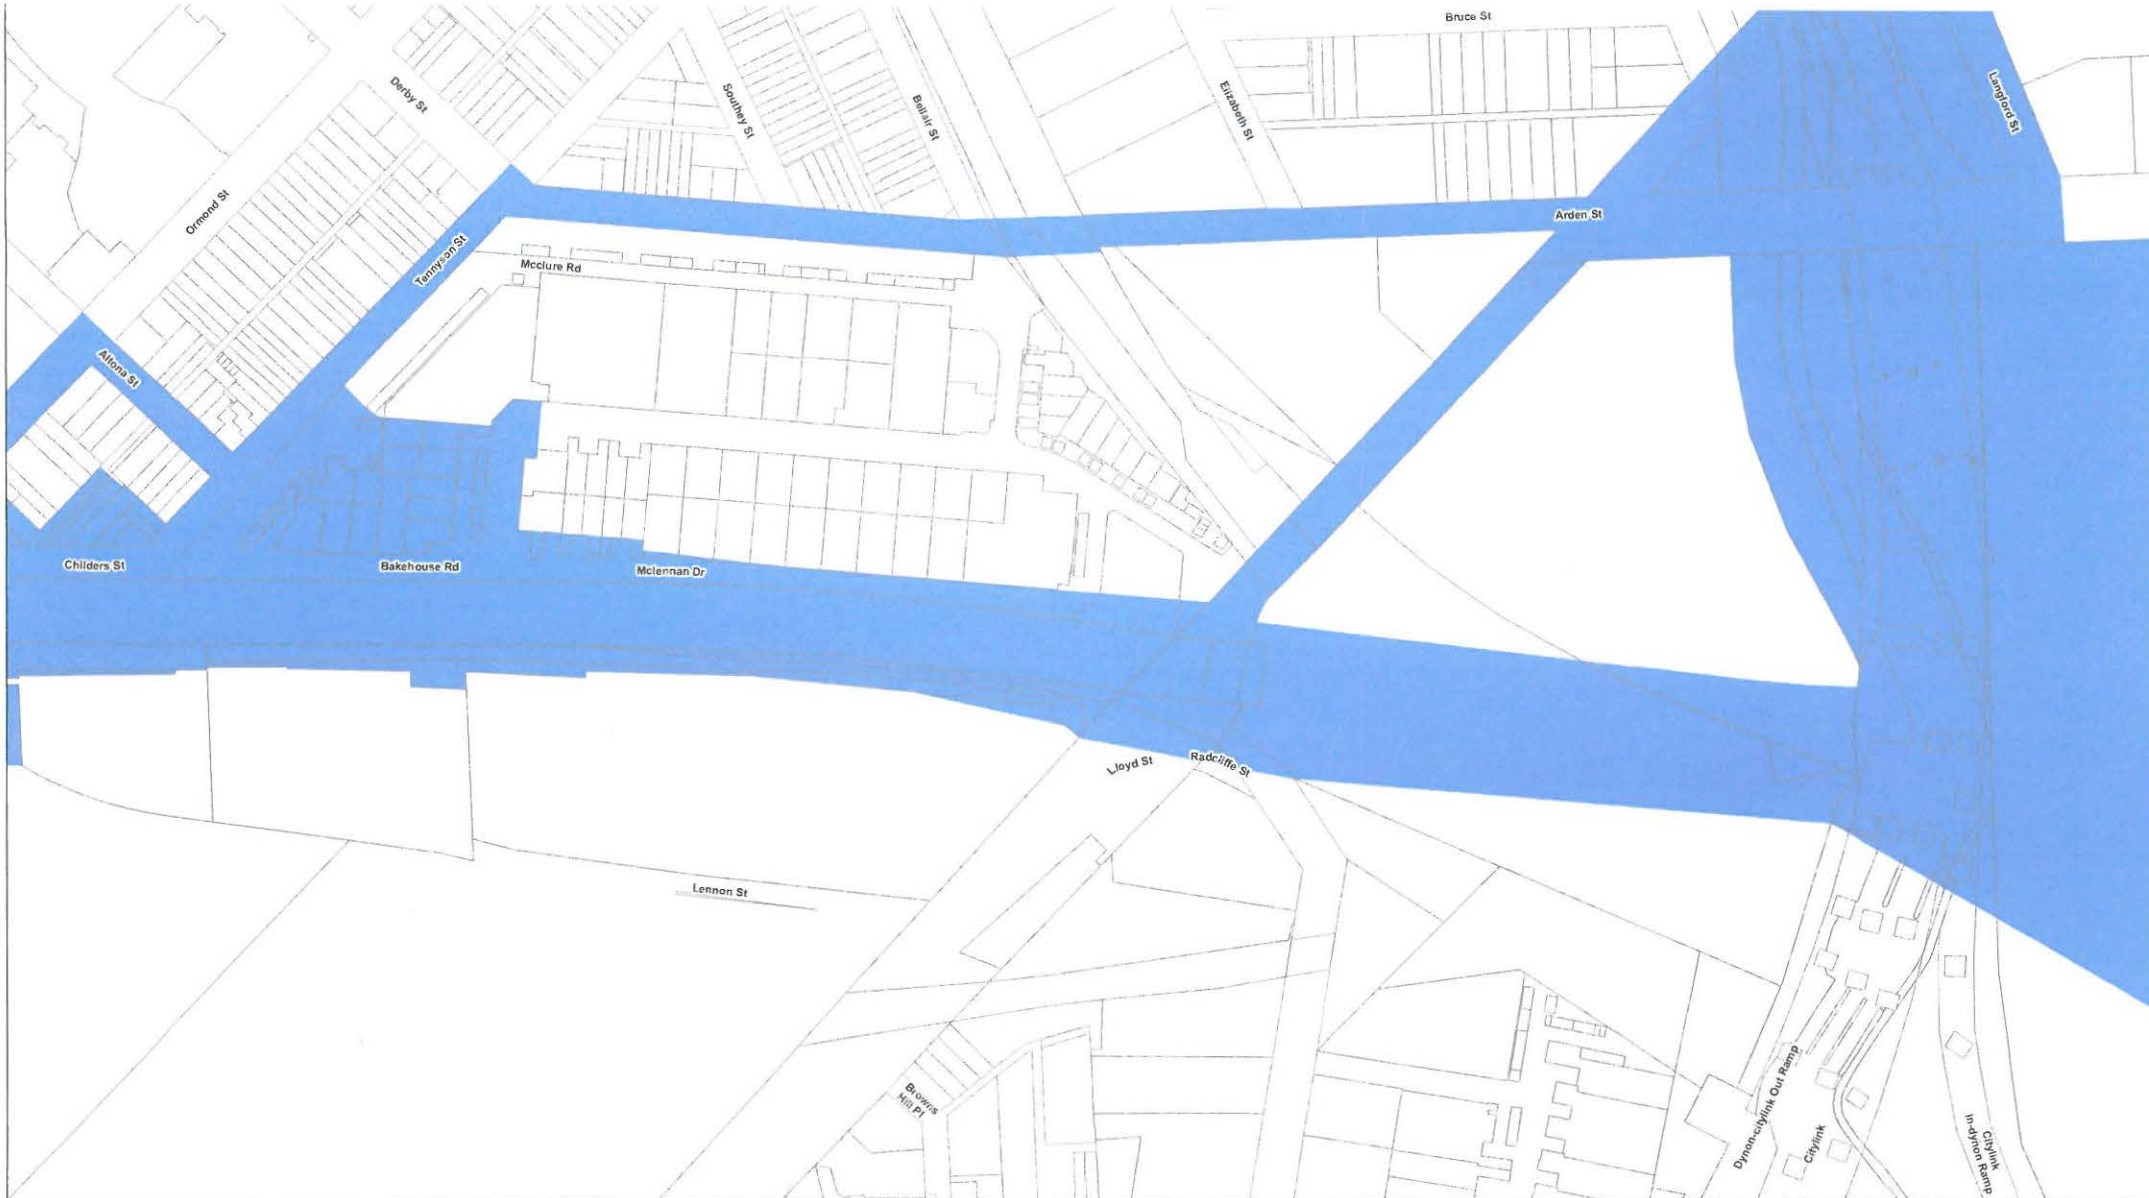 Bruce St
Derby St
Southey St
Bellair St
Elizabeth St
Langford St
Ormond St
Arden St
Tennyson St
Mcclure Rd
Altona St
Childers St
Bakehouse Rd
Mclennan Dr
Lloyd St
Radcliffe St
Lennon St
Browns
Hill Pl
Dynon-citylink Out Ramp
Citylink
Citylink
In-dynon Ramp